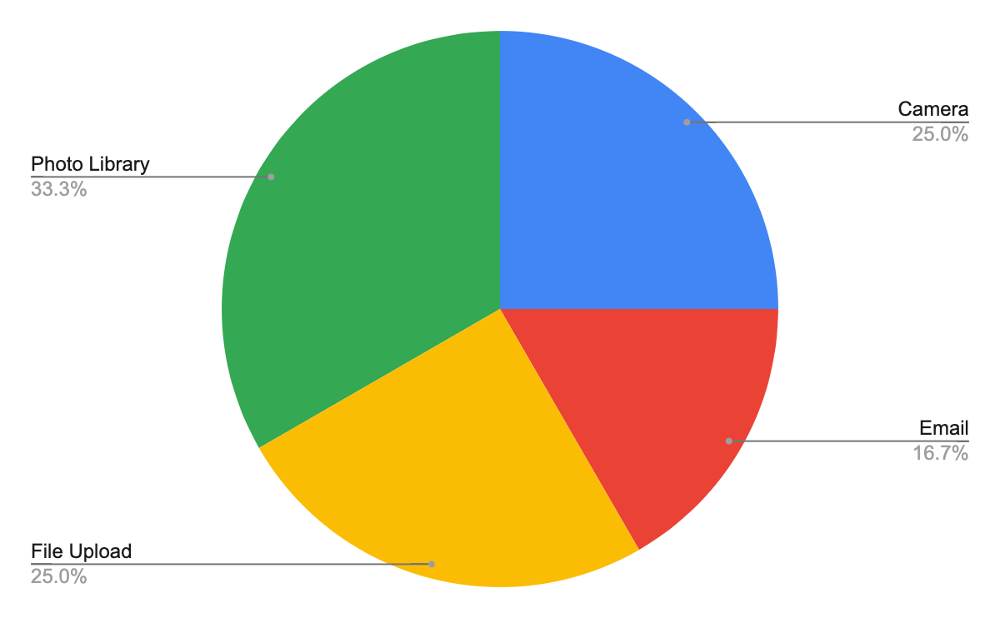 Camera
25.0%
Photo Library
33.3%
Email
16.7%
File Upload
25.0%